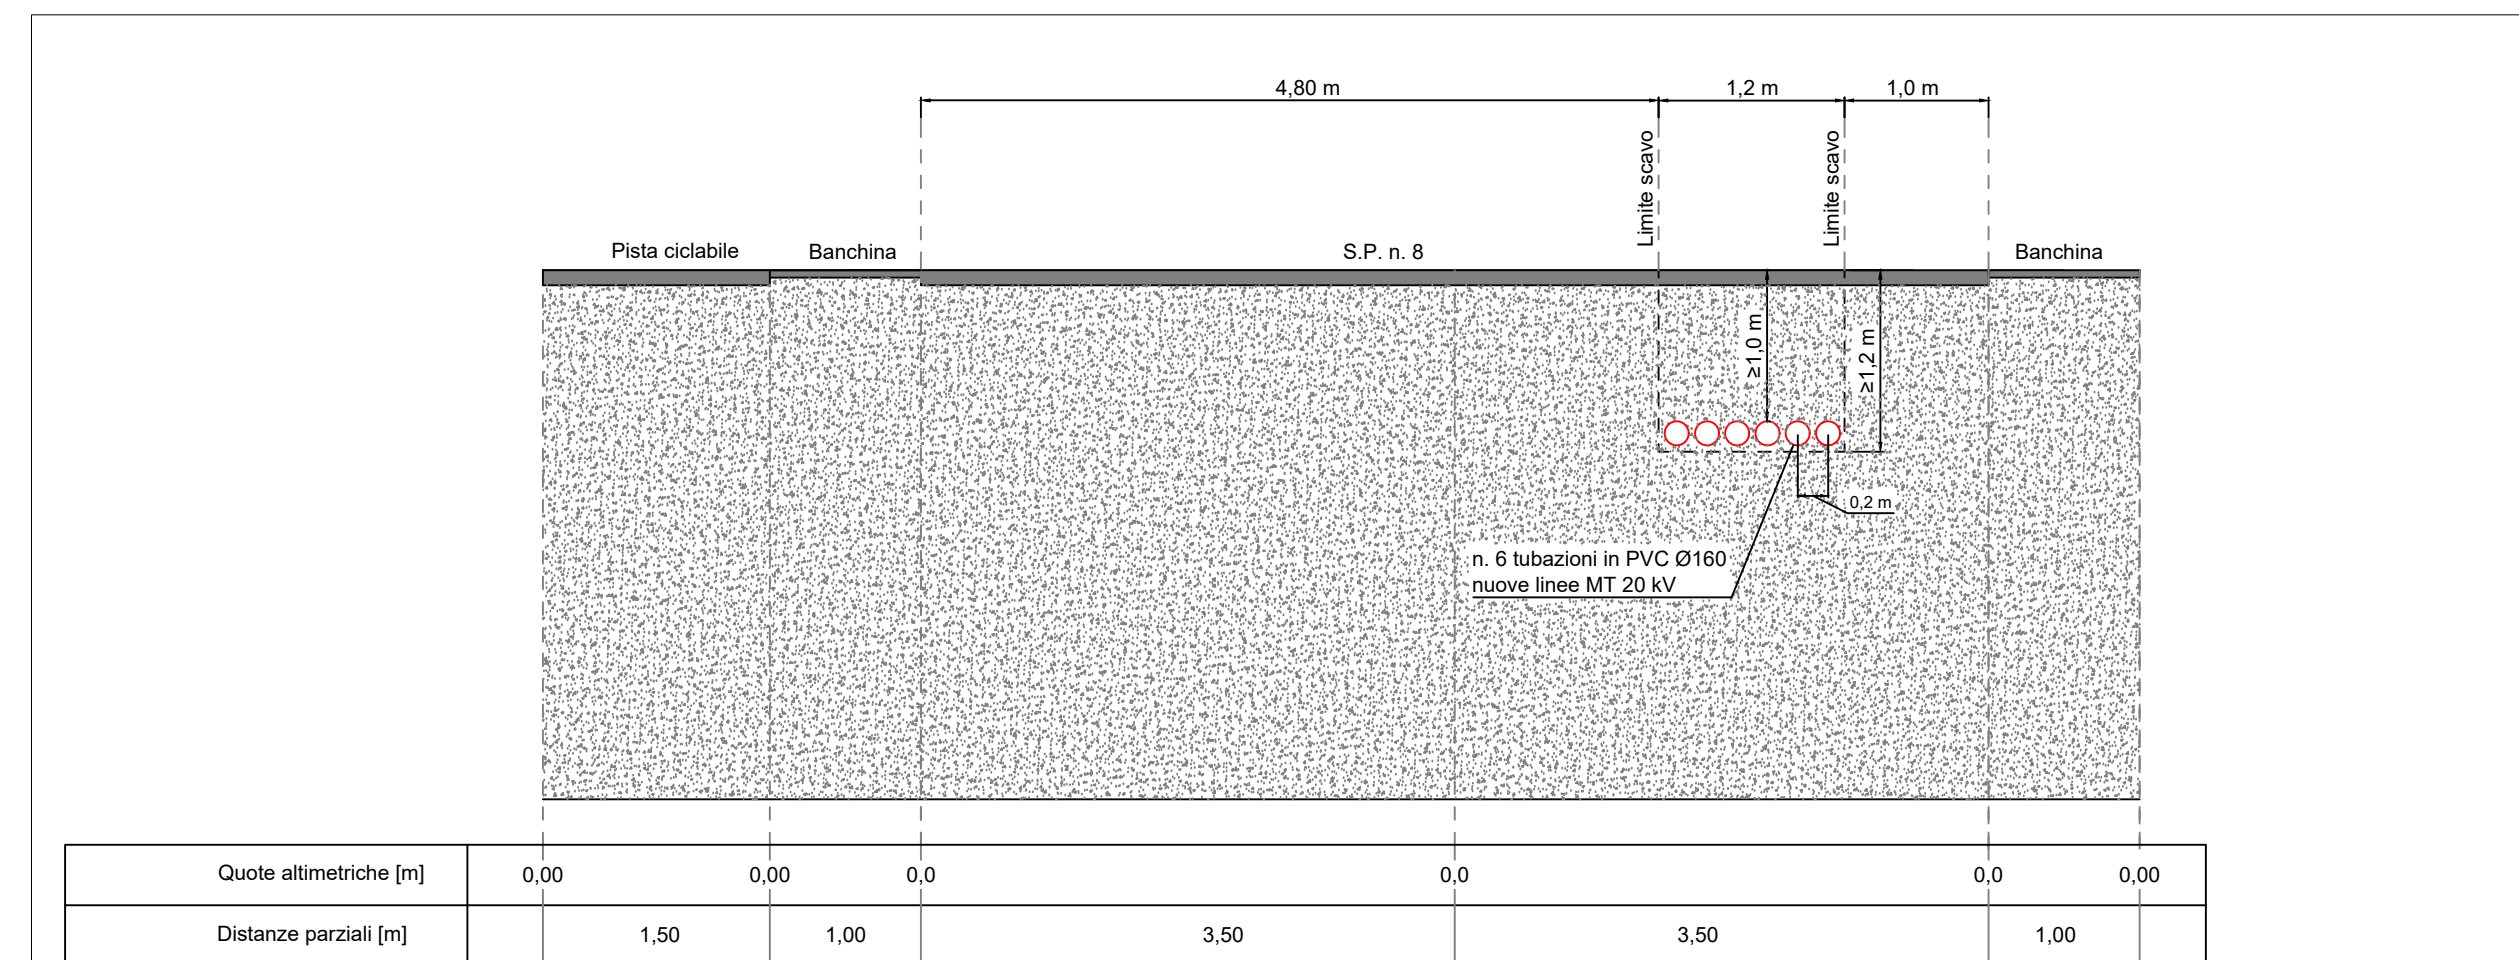 4,80 m
1,2 m
1,0 m
Limite scavo
Limite scavo
Pista ciclabile
Banchina
S.P. n. 8
Banchina
≥1,0 m
≥1,2 m
0,2 m
n. 6 tubazioni in PVC Ø160
nuove linee MT 20 kV
Quote altimetriche [m]
0,00
0,00
0,0
0,0
0,0
0,00
Distanze parziali [m]
1,50
1,00
3,50
3,50
1,00